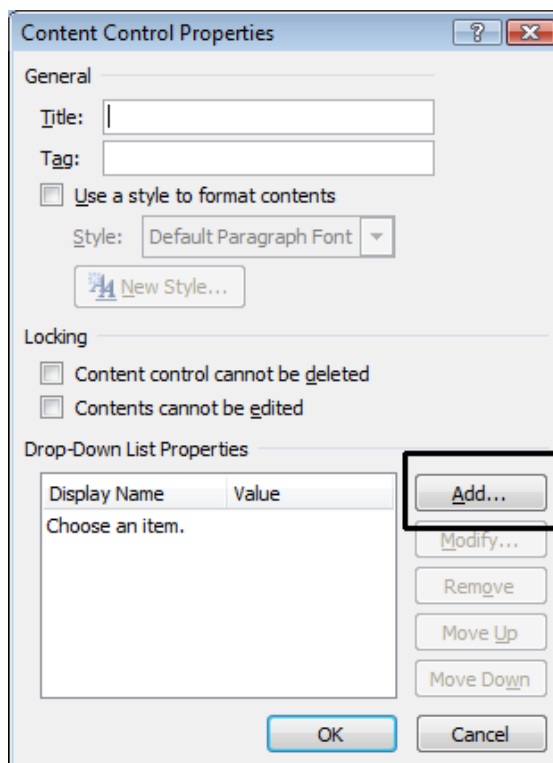 Content Control Properties
General
Title:
Tag:
Use a style to format contents
Style: Default Paragraph Font
New Style...
Locking
Content control cannot be deleted
Contents cannot be edited
Drop-Down List Properties
Display Name Value
Choose an item.
Add...
Modify...
Remove
Move Up
Move Down
OK Cancel